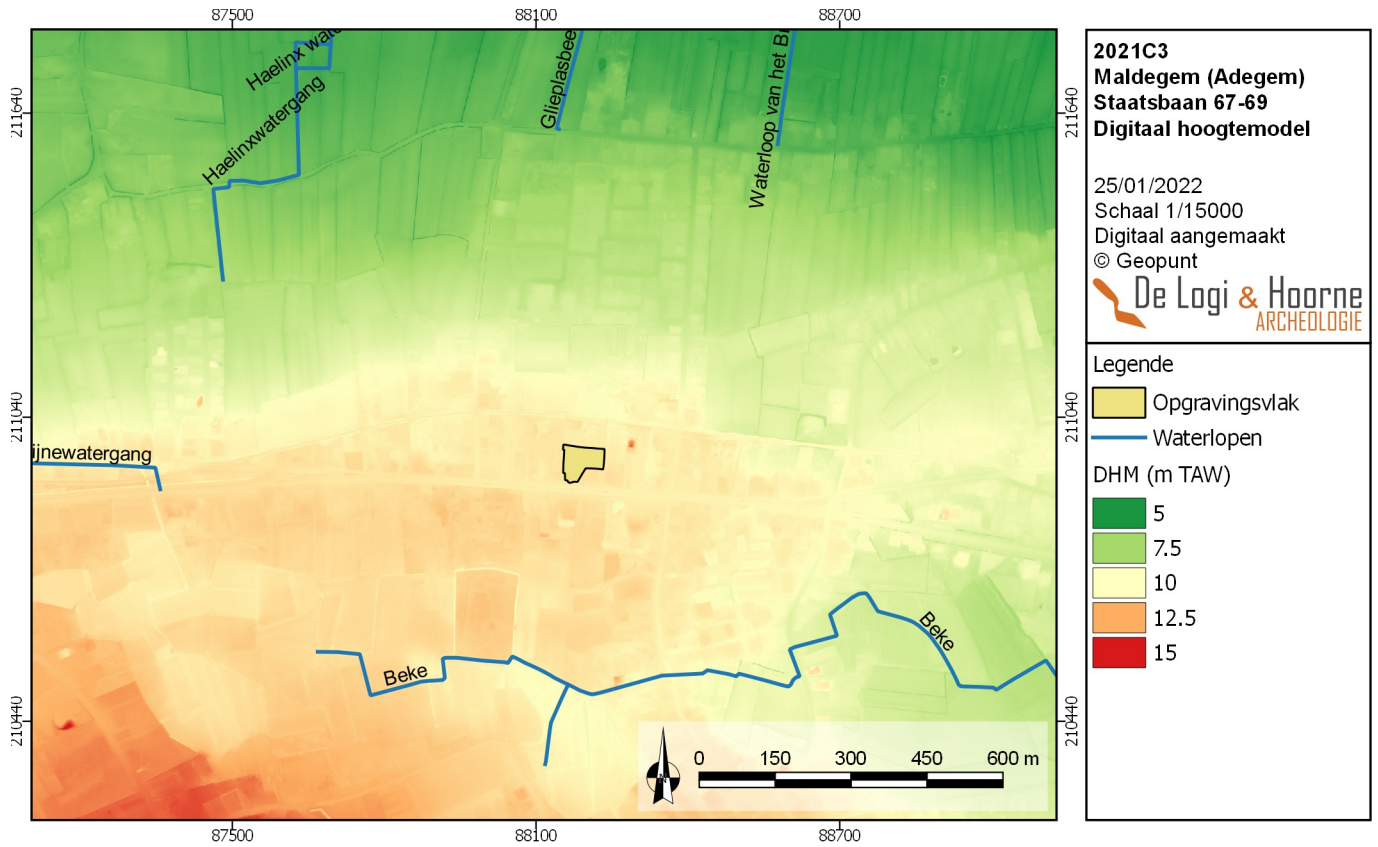 87500
88100
88700
211640
211040
210440
Haelinx wate
Haelinxwatergang
Glieplasbee
Waterloop van het B
ijnewatergang
Beke
Beke
N
0 150 300 450 600 m
211640
211040
210440
87500
88100
88700
2021C3
Maldegem (Adegem)
Staatsbaan 67-69
Digitaal hoogtemodel
25/01/2022
Schaal 1/15000
Digitaal aangemaakt
© Geopunt
De Logi & Hoorne
ARCHEOLOGIE
Legende
Opgravingsvlak
Waterlopen
DHM (m TAW)
5
7.5
10
12.5
15